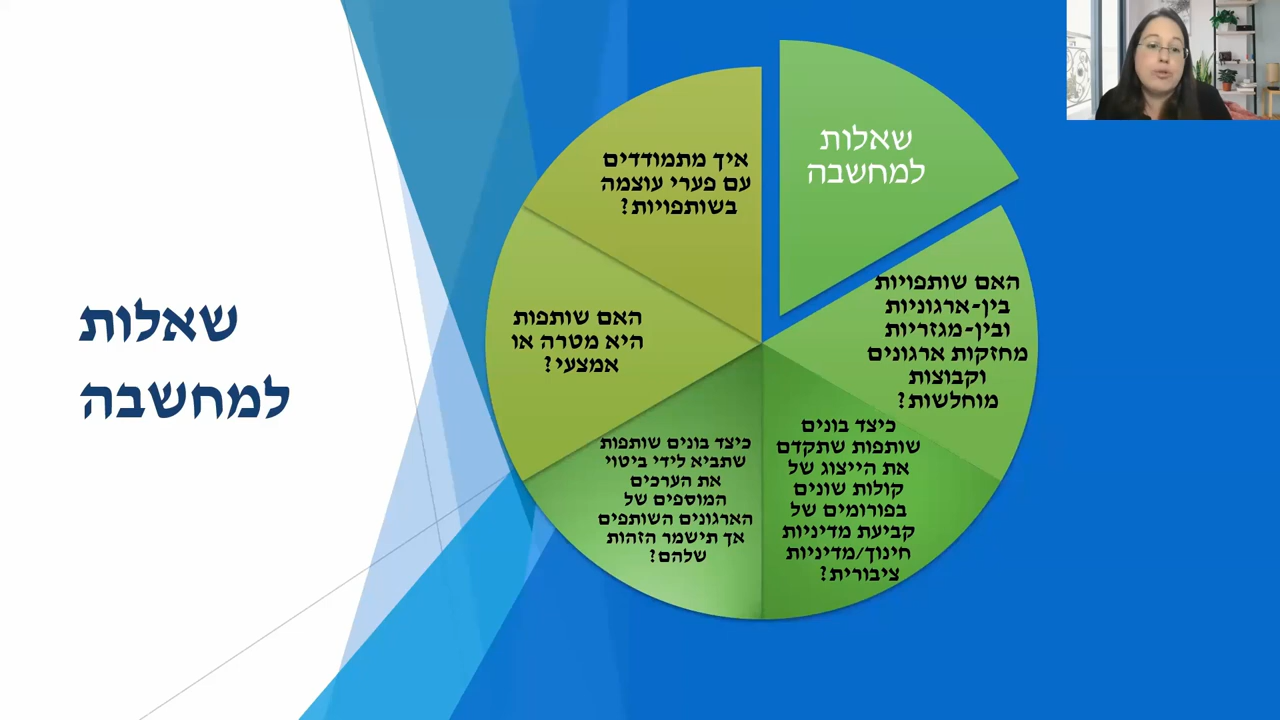 שאלות
למחשבה
שאלות
למחשבה
האם שותפויות
בין-ארגוניות
ובין-מגזריות
מחזקות ארגונים
וקבוצות
מוחלשות?
כיצד בונים
שותפות שתקדם
את הייצוג של
קולות שונים
בפורומים של
קביעת מדיניות
חינוך/מדיניות
ציבורית?
כיצד בונים שותפות
שתביא לידי ביטוי
את הערכים
המוספים של
הארגונים השותפים
אך תישמר הזהות
שלהם?
האם שותפות
היא מטרה או
אמצעי?
איך מתמודדים
עם פערי עוצמה
בשותפויות?